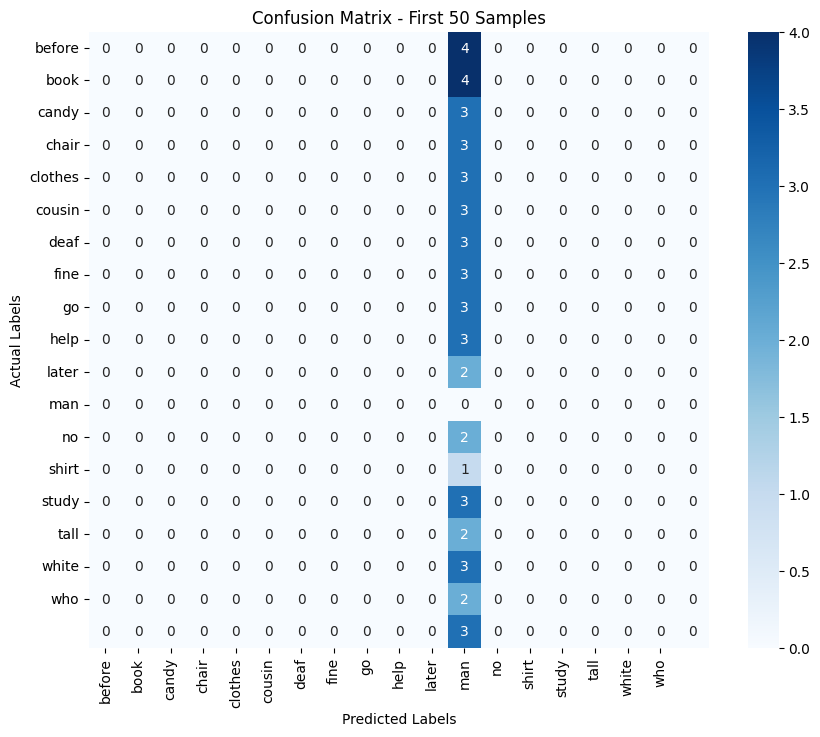 Confusion Matrix - First 50 Samples
before 0 0 0 0 0 0 0 0 0 0 0 4 0 0 0 0 0 0 0
book 0 0 0 0 0 0 0 0 0 0 0 4 0 0 0 0 0 0 0
candy 0 0 0 0 0 0 0 0 0 0 0 3 0 0 0 0 0 0 0
chair 0 0 0 0 0 0 0 0 0 0 0 3 0 0 0 0 0 0 0
clothes 0 0 0 0 0 0 0 0 0 0 0 3 0 0 0 0 0 0 0
cousin 0 0 0 0 0 0 0 0 0 0 0 3 0 0 0 0 0 0 0
deaf 0 0 0 0 0 0 0 0 0 0 0 3 0 0 0 0 0 0 0
fine 0 0 0 0 0 0 0 0 0 0 0 3 0 0 0 0 0 0 0
go 0 0 0 0 0 0 0 0 0 0 0 3 0 0 0 0 0 0 0
help 0 0 0 0 0 0 0 0 0 0 0 3 0 0 0 0 0 0 0
later 0 0 0 0 0 0 0 0 0 0 0 2 0 0 0 0 0 0 0
man 0 0 0 0 0 0 0 0 0 0 0 0 0 0 0 0 0 0 0
no 0 0 0 0 0 0 0 0 0 0 0 2 0 0 0 0 0 0 0
shirt 0 0 0 0 0 0 0 0 0 0 0 1 0 0 0 0 0 0 0
study 0 0 0 0 0 0 0 0 0 0 0 3 0 0 0 0 0 0 0
tall 0 0 0 0 0 0 0 0 0 0 0 2 0 0 0 0 0 0 0
white 0 0 0 0 0 0 0 0 0 0 0 3 0 0 0 0 0 0 0
who 0 0 0 0 0 0 0 0 0 0 0 2 0 0 0 0 0 0 0
0 0 0 0 0 0 0 0 0 0 0 3 0 0 0 0 0 0 0
before book candy chair clothes cousin deaf fine go help later man no shirt study tall white who
Predicted Labels
Actual Labels
4.0
3.5
3.0
2.5
2.0
1.5
1.0
0.5
0.0